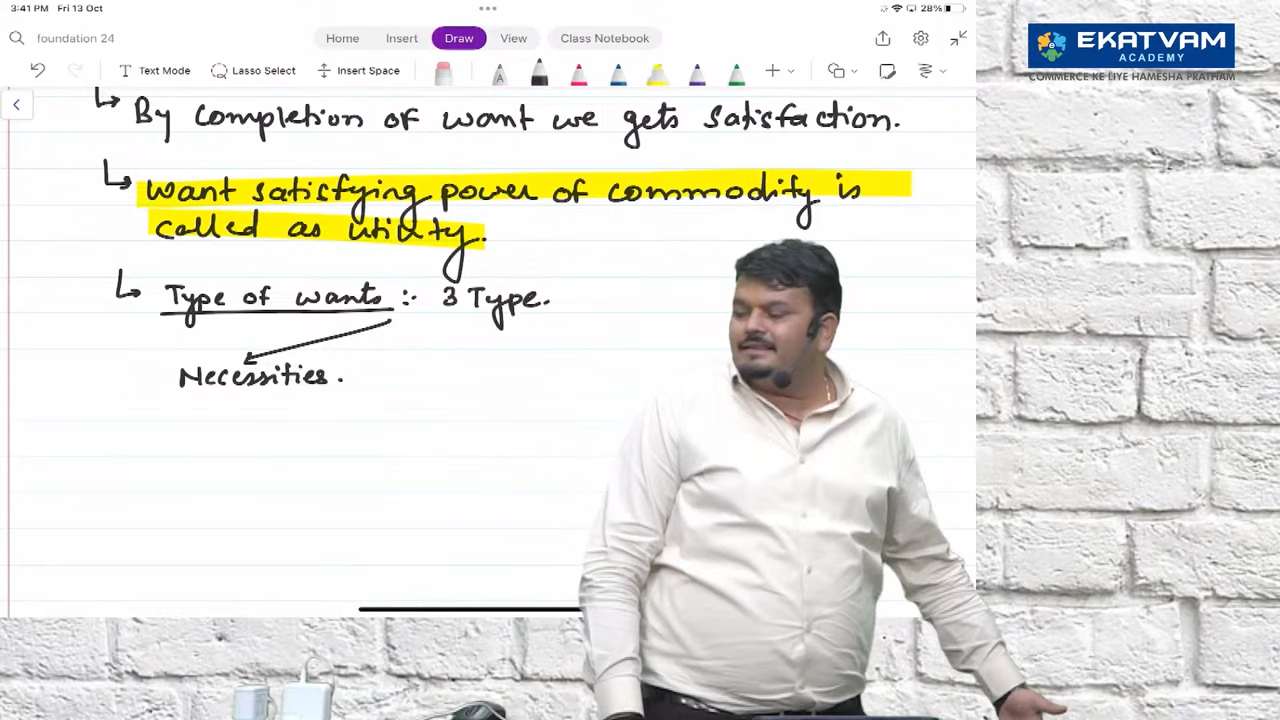 3:41 PM Fri 13 Oct
28%
foundation 24
Home Insert Draw View Class Notebook
Text Mode Lasso Select Insert Space
EKATVAM
ACADEMY
COMMERCE KE LIYE HAMESHA PRATHAM
By completion of want we gets satisfaction.
want satisfying power of commodity is
called as utility.
Type of wants :- 3 Type.
Necessities.